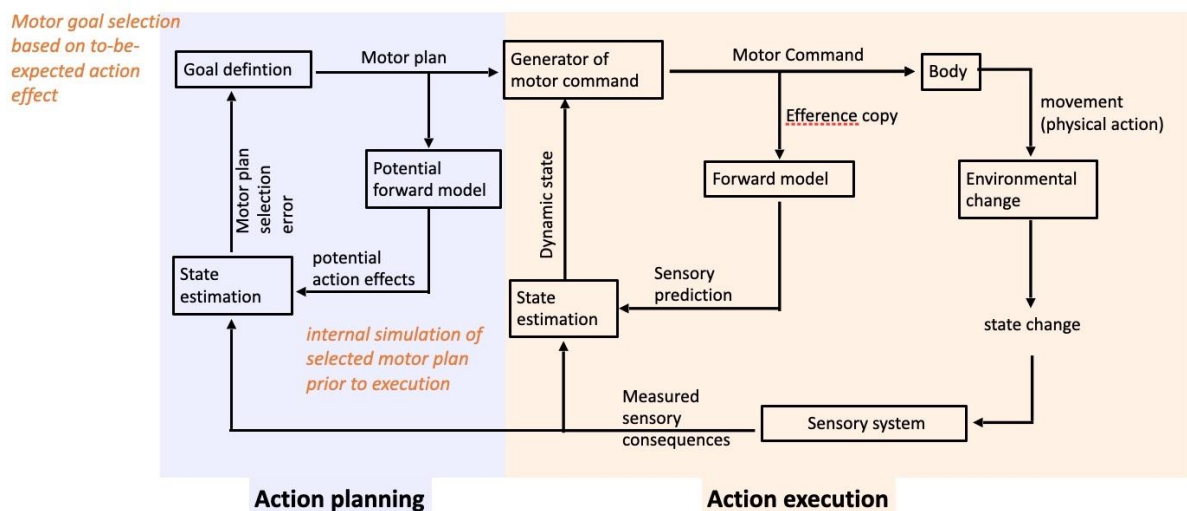 Motor goal selection
based on to-be-
expected action
effect
Goal defintion
Motor plan
Generator of
motor command
Motor Command
Body
movement
(physical action)
Efference copy
Potential
forward model
Forward model
Environmental
change
Motor plan
selection
error
Dynamic state
potential
action effects
Sensory
prediction
State
estimation
State
estimation
state change
internal simulation of
selected motor plan
prior to execution
Measured
sensory
consequences
Sensory system
Action planning
Action execution